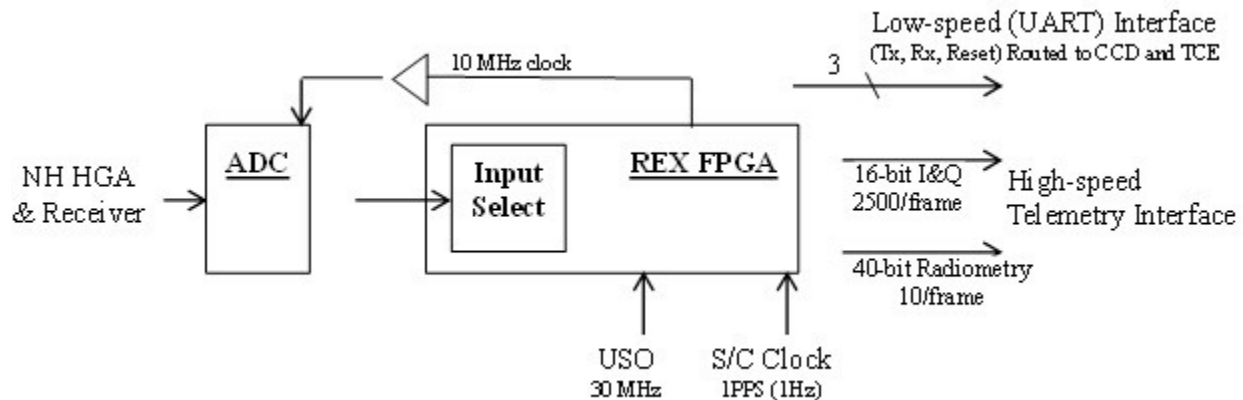 Low-speed (UART) Interface
(Tx, Rx, Reset) Routed to CCD and TCE
3
10 MHz clock
ADC
REX FPGA
Input
Select
NH HGA
& Receiver
16-bit I&Q
2500/frame
High-speed
Telemetry Interface
40-bit Radiometry
10/frame
USO
30 MHz
S/C Clock
1PPS (1Hz)